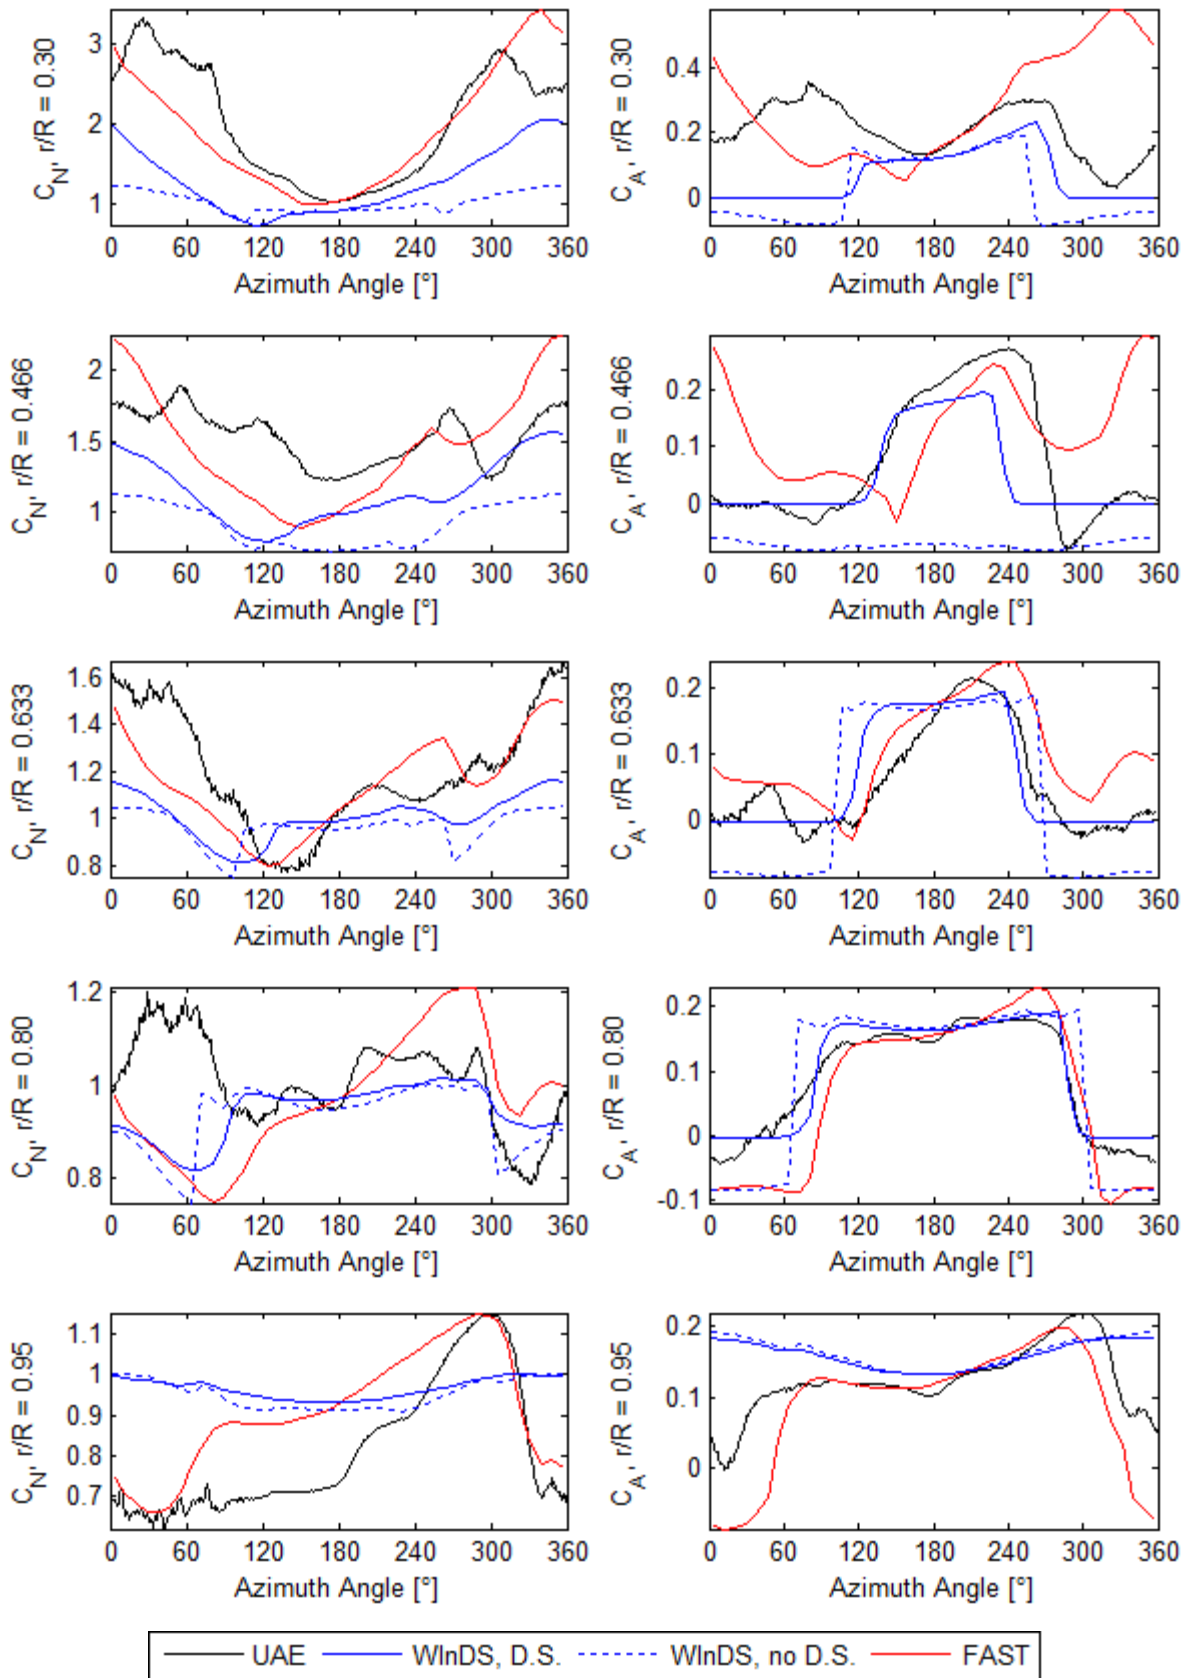 C_N, r/R = 0.30
3
2
1
0 60 120 180 240 300 360
Azimuth Angle [°]
C_A, r/R = 0.30
0.4
0.2
0
0 60 120 180 240 300 360
Azimuth Angle [°]
C_N, r/R = 0.466
2
1.5
1
0 60 120 180 240 300 360
Azimuth Angle [°]
C_A, r/R = 0.466
0.2
0.1
0
0 60 120 180 240 300 360
Azimuth Angle [°]
C_N, r/R = 0.633
1.6
1.4
1.2
1
0.8
0 60 120 180 240 300 360
Azimuth Angle [°]
C_A, r/R = 0.633
0.2
0.1
0
0 60 120 180 240 300 360
Azimuth Angle [°]
C_N, r/R = 0.80
1.2
1
0.8
0 60 120 180 240 300 360
Azimuth Angle [°]
C_A, r/R = 0.80
0.2
0.1
0
-0.1
0 60 120 180 240 300 360
Azimuth Angle [°]
C_N, r/R = 0.95
1.1
1
0.9
0.8
0.7
0 60 120 180 240 300 360
Azimuth Angle [°]
C_A, r/R = 0.95
0.2
0.1
0
0 60 120 180 240 300 360
Azimuth Angle [°]
UAE WInDS, D.S. WInDS, no D.S. FAST